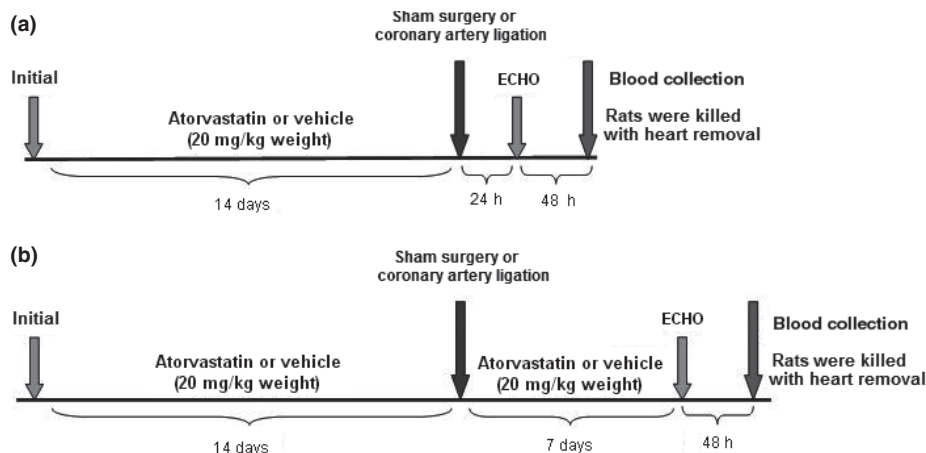 (a)
Sham surgery or
coronary artery ligation
Initial
ECHO
Blood collection
Atorvastatin or vehicle
(20 mg/kg weight)
Rats were killed
with heart removal
14 days
24 h
48 h
(b)
Sham surgery or
coronary artery ligation
Initial
ECHO
Blood collection
Atorvastatin or vehicle
(20 mg/kg weight)
Atorvastatin or vehicle
(20 mg/kg weight)
Rats were killed
with heart removal
14 days
7 days
48 h